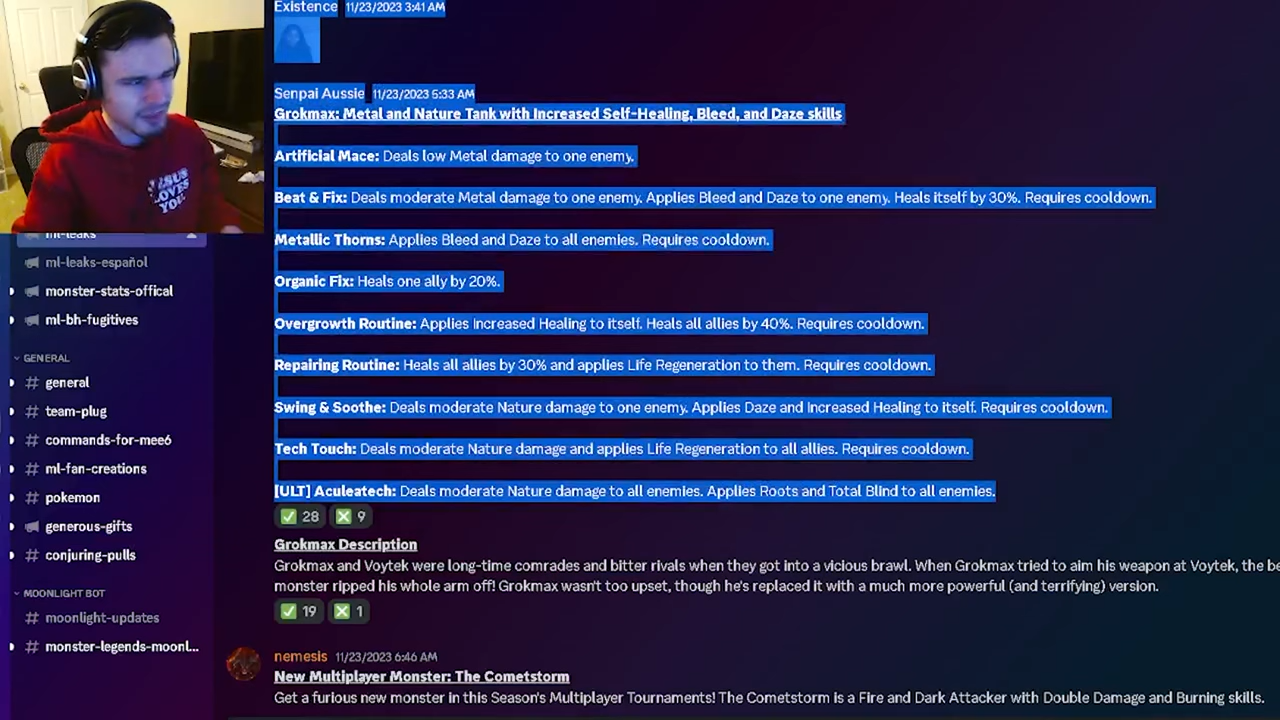 Existence 11/23/2023 3:41 AM
Senpai Aussie 11/23/2023 5:33 AM
Grokmax: Metal and Nature Tank with Increased Self-Healing, Bleed, and Daze skills
Artificial Mace: Deals low Metal damage to one enemy.
Beat & Fix: Deals moderate Metal damage to one enemy. Applies Bleed and Daze to one enemy. Heals itself by 30%. Requires cooldown.
Metallic Thorns: Applies Bleed and Daze to all enemies. Requires cooldown.
Organic Fix: Heals one ally by 20%.
Overgrowth Routine: Applies Increased Healing to itself. Heals all allies by 40%. Requires cooldown.
Repairing Routine: Heals all allies by 30% and applies Life Regeneration to them. Requires cooldown.
Swing & Soothe: Deals moderate Nature damage to one enemy. Applies Daze and Increased Healing to itself. Requires cooldown.
Tech Touch: Deals moderate Nature damage and applies Life Regeneration to all allies. Requires cooldown.
[ULT] Aculeatech: Deals moderate Nature damage to all enemies. Applies Roots and Total Blind to all enemies.
28 9
Grokmax Description
Grokmax and Voytek were long-time comrades and bitter rivals when they got into a vicious brawl. When Grokmax tried to aim his weapon at Voytek, the be
monster ripped his whole arm off! Grokmax wasn't too upset, though he's replaced it with a much more powerful (and terrifying) version.
19 1
nemesis 11/23/2023 6:46 AM
New Multiplayer Monster: The Cometstorm
Get a furious new monster in this Season's Multiplayer Tournaments! The Cometstorm is a Fire and Dark Attacker with Double Damage and Burning skills.
JESUS
LOVES
YOU
ml-leaks
ml-leaks-español
monster-stats-offical
ml-bh-fugitives
GENERAL
general
team-plug
commands-for-mee6
ml-fan-creations
pokemon
generous-gifts
conjuring-pulls
MOONLIGHT BOT
moonlight-updates
monster-legends-moonl...